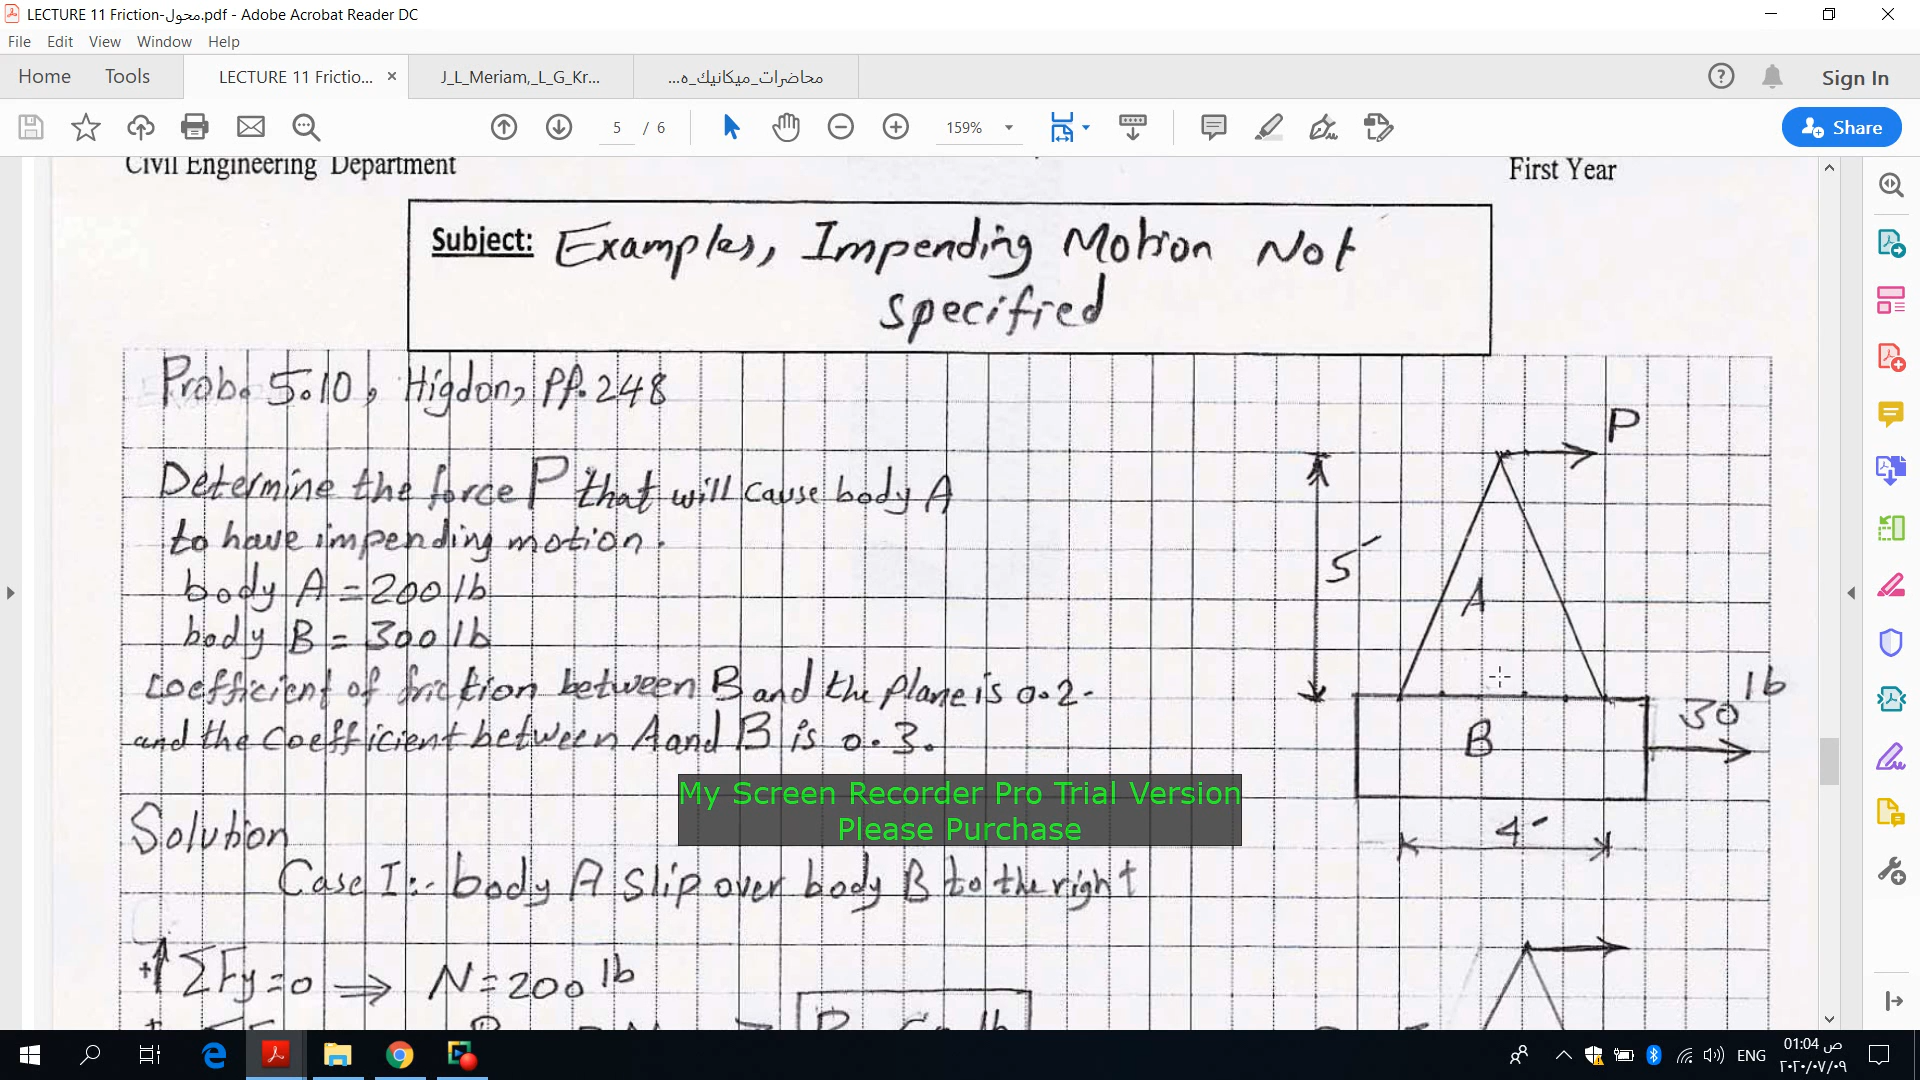 LECTURE 11 Friction-محول.pdf - Adobe Acrobat Reader DC
File Edit View Window Help
Home Tools LECTURE 11 Frictio... × J_L_Meriam,_L_G_Kr... محاضرات_ميكانيك_ه... Sign In
5 / 6 159% Share
Civil Engineering Department First Year
Subject: Examples, Impending Motion Not
specified
Prob. 5.10, Higdon, PP. 248
P
Determine the force P that will cause body A
to have impending motion.
5'
body A = 200 lb
A
body B = 300 lb
coefficient of friction between B and the plane is 0.2.
30 lb
and the coefficient between A and B is 0.3.
B
My Screen Recorder Pro Trial Version
Please Purchase
4'
Solution
Case I:- body A slip over body B to the right
+↑ ΣFy = 0 ⇒ N = 200 lb
ENG
01:04 ص
٢٠٢٠/٠٧/٠٩